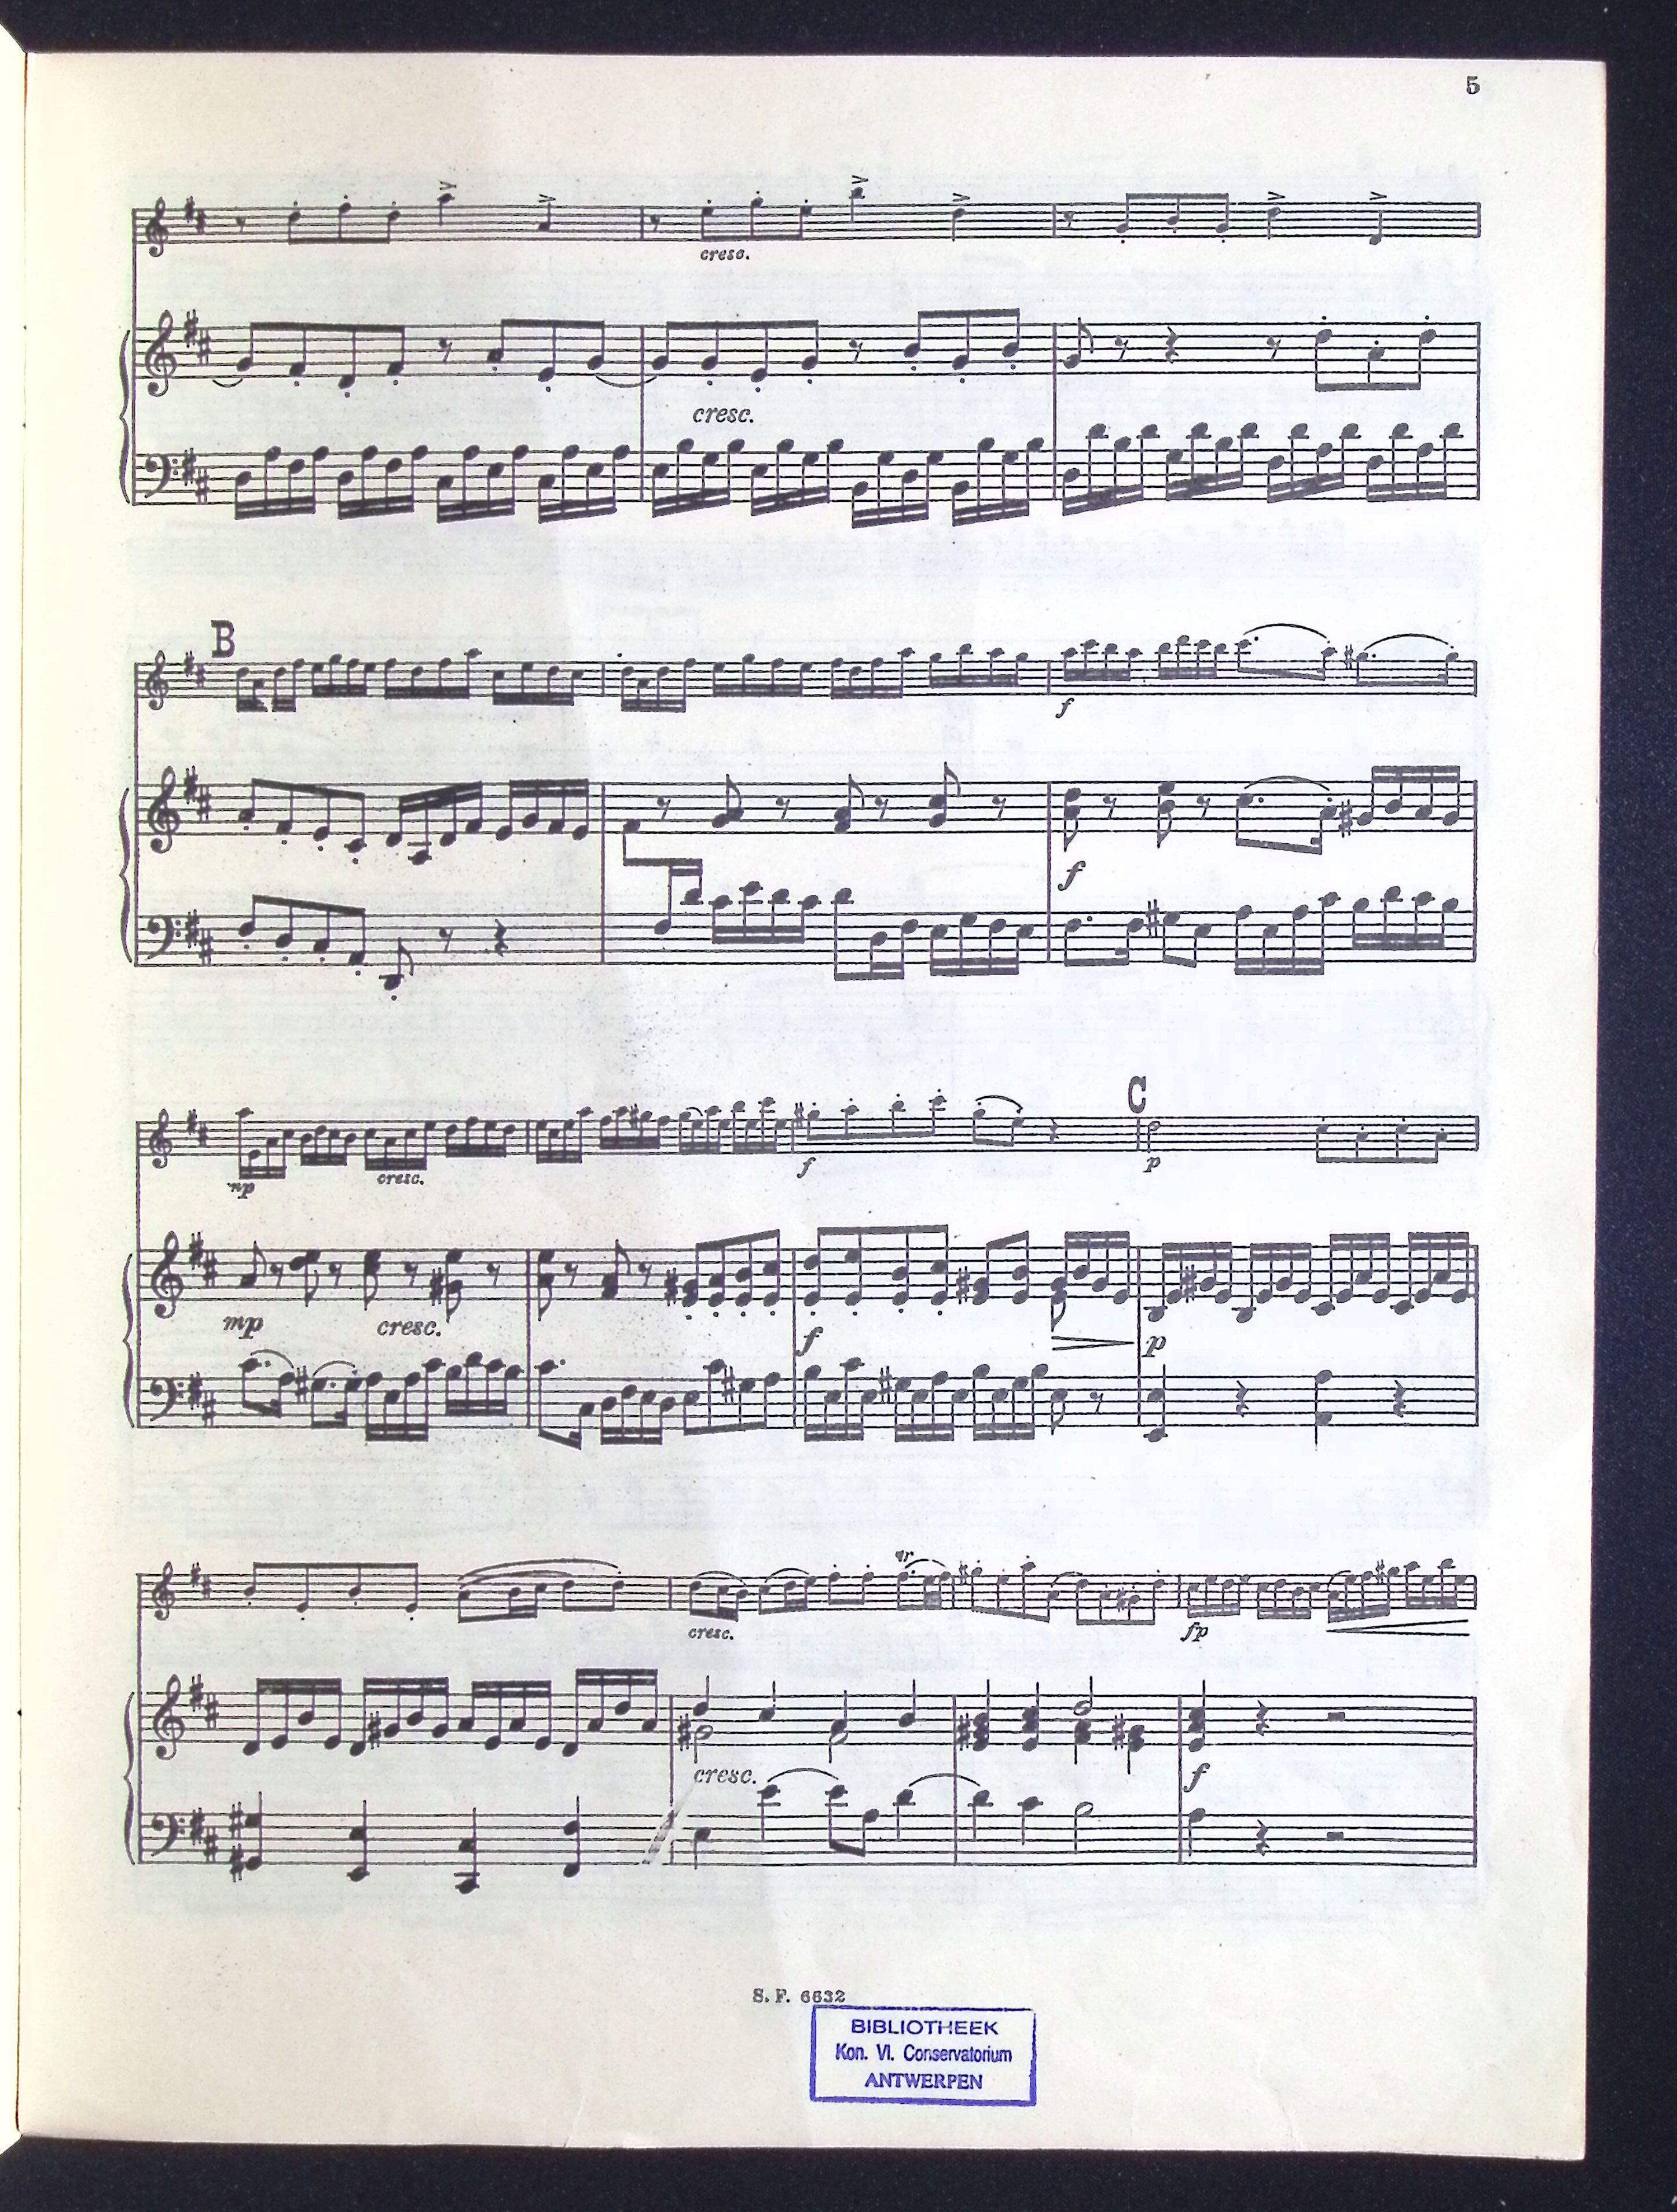 5
cresc.
cresc.
B
f
f
C
mp
cresc.
f
p
mp
cresc.
f
p
tr
cresc.
fp
cresc.
f
S. F. 6632
BIBLIOTHEEK
Kon. Vl. Conservatorium
ANTWERPEN